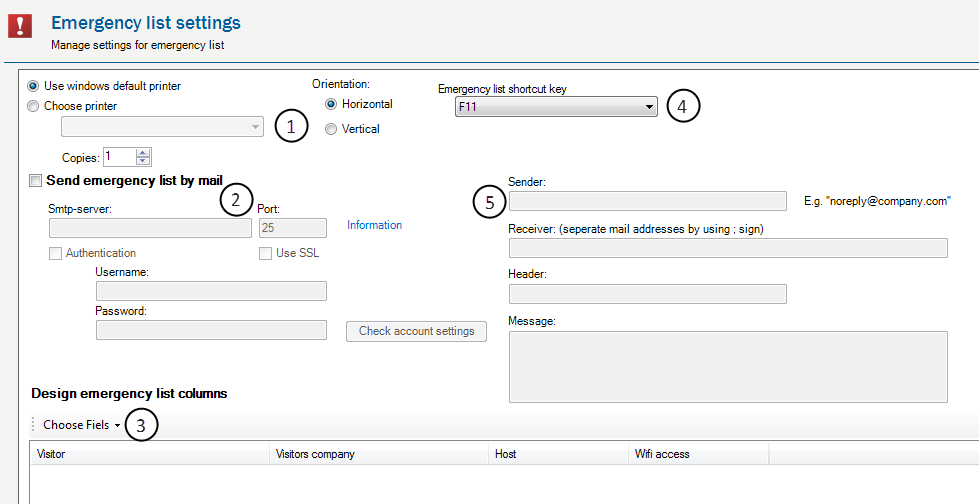 Emergency list settings
Manage settings for emergency list
Use windows default printer
Choose printer
1
Copies: 1
Orientation:
Horizontal
Vertical
Emergency list shortcut key
F11
4
Send emergency list by mail
2
Smtp-server:
Port:
25
Information
Authentication
Use SSL
Username:
Password:
Check account settings
5
Sender:
E.g. "noreply@company.com"
Receiver: (seperate mail addresses by using ; sign)
Header:
Message:
Design emergency list columns
Choose Fiels
3
Visitor Visitors company Host Wifi access